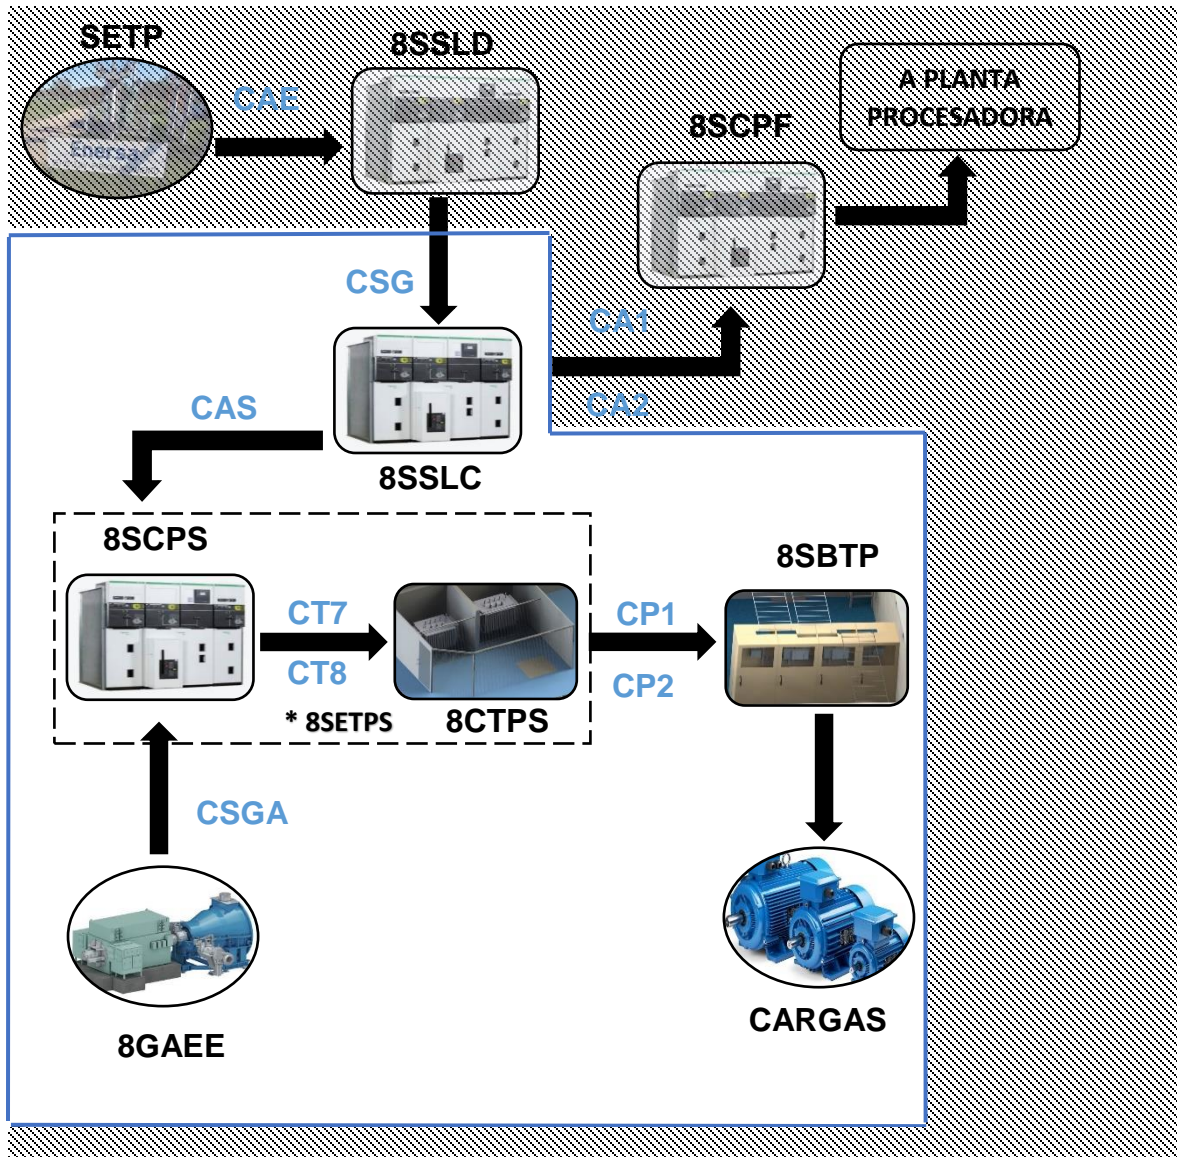 SETP
8SSLD
CAE
Enersa
A PLANTA
PROCESADORA
8SCPF
CSG
CA1
CA2
CAS
8SSLC
8SCPS
8SBTP
CT7
CT8
CP1
CP2
* 8SETPS
8CTPS
CSGA
8GAEE
CARGAS